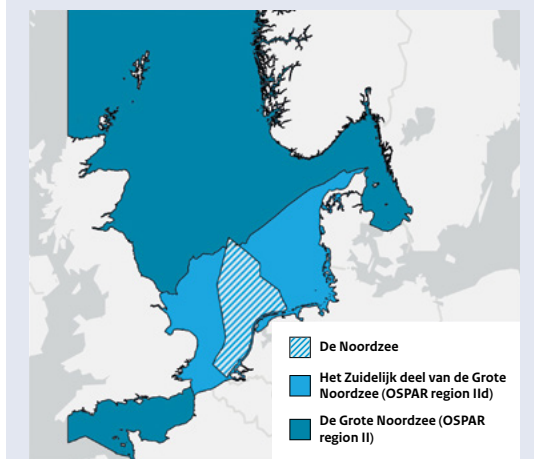 De Noordzee
Het Zuidelijk deel van de Grote
Noordzee (OSPAR region IId)
De Grote Noordzee (OSPAR
region II)